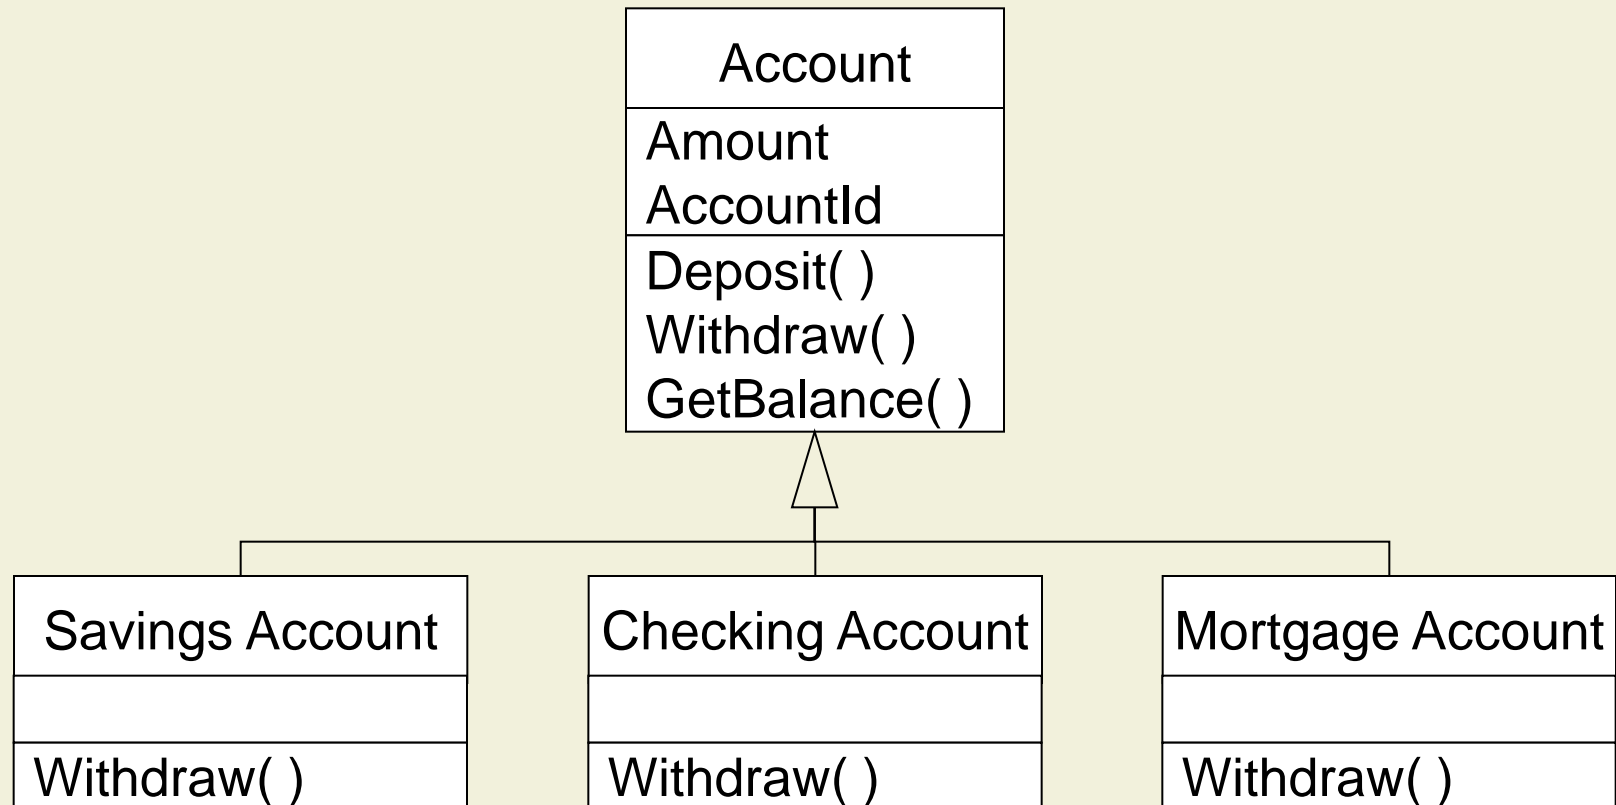 Account
Amount
AccountId
Deposit( )
Withdraw( )
GetBalance( )
Savings Account
Withdraw( )
Checking Account
Withdraw( )
Mortgage Account
Withdraw( )